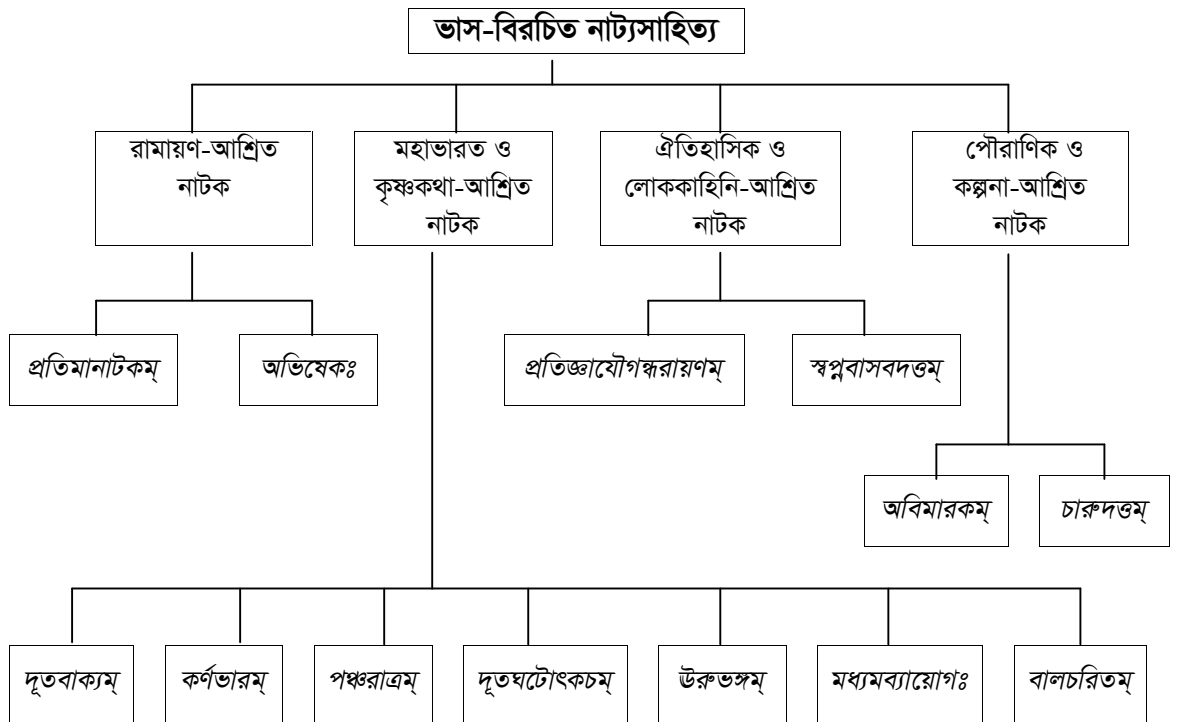 ভাস-বিরচিত নাট্যসাহিত্য
রামায়ণ-আশ্রিত
নাটক
মহাভারত ও
কৃষ্ণকথা-আশ্রিত
নাটক
ঐতিহাসিক ও
লোককাহিনি-আশ্রিত
নাটক
পৌরাণিক ও
কল্পনা-আশ্রিত
নাটক
প্রতিমানাটকম্
অভিষেকঃ
প্রতিজ্ঞাযৌগন্ধরায়ণম্
স্বপ্নবাসবদত্তম্
অবিমারকম্
চারুদত্তম্
দূতবাক্যম্
কর্ণভারম্
পঞ্চরাত্রম্
দূতঘটোৎকচম্
ঊরুভঙ্গম্
মধ্যমব্যায়োগঃ
বালচরিতম্